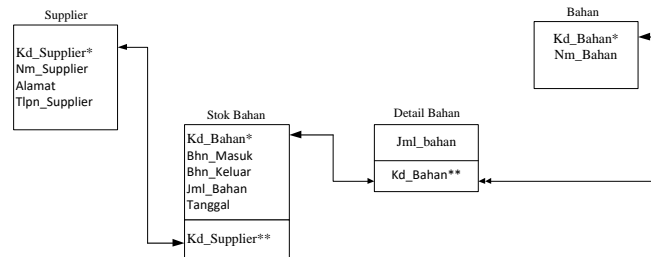 Supplier
Kd_Supplier*
Nm_Supplier
Alamat
Tlpn_Supplier
Stok Bahan
Kd_Bahan*
Bhn_Masuk
Bhn_Keluar
Jml_Bahan
Tanggal
Kd_Supplier**
Detail Bahan
Jml_bahan
Kd_Bahan**
Bahan
Kd_Bahan*
Nm_Bahan